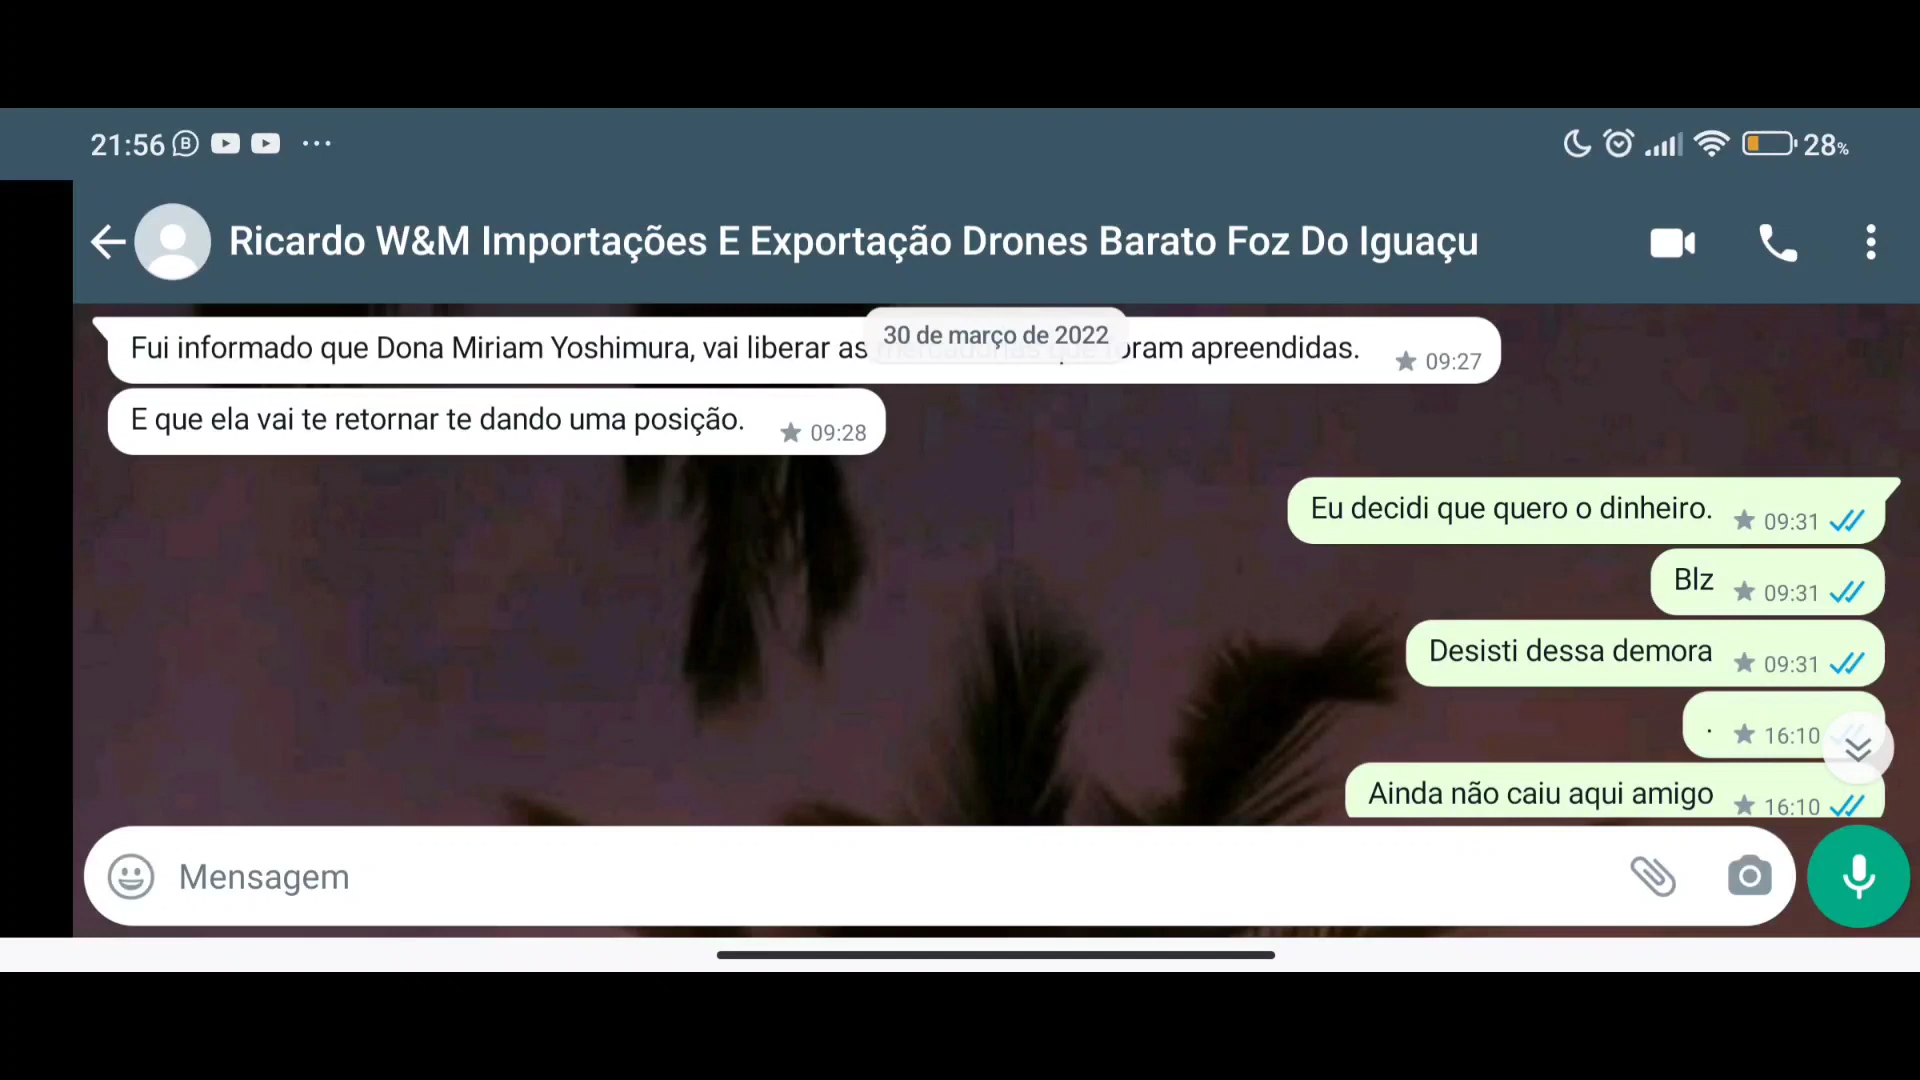 21:56
28%
Ricardo W&M Importações E Exportação Drones Barato Foz Do Iguaçu
30 de março de 2022
Fui informado que Dona Miriam Yoshimura, vai liberar as mercadorias que foram apreendidas.
09:27
E que ela vai te retornar te dando uma posição.
09:28
Eu decidi que quero o dinheiro.
09:31
Blz
09:31
Desisti dessa demora
09:31
.
16:10
Ainda não caiu aqui amigo
16:10
Mensagem